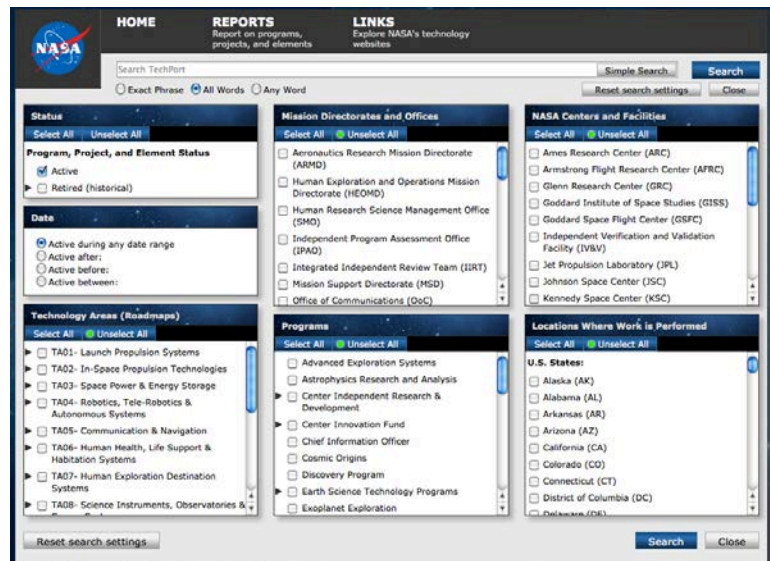 NASA
HOME
REPORTS
Report on programs,
projects, and elements
LINKS
Explore NASA's technology
websites
Search TechPort
Simple Search
Search
Exact Phrase All Words Any Word
Reset search settings
Close
Status
Select All Unselect All
Program, Project, and Element Status
Active
Retired (historical)
Date
Active during any date range
Active after:
Active before:
Active between:
Technology Areas (Roadmaps)
Select All Unselect All
TA01- Launch Propulsion Systems
TA02- In-Space Propulsion Technologies
TA03- Space Power & Energy Storage
TA04- Robotics, Tele-Robotics &
Autonomous Systems
TA05- Communication & Navigation
TA06- Human Health, Life Support &
Habitation Systems
TA07- Human Exploration Destination
Systems
TA08- Science Instruments, Observatories &
Mission Directorates and Offices
Select All Unselect All
Aeronautics Research Mission Directorate
(ARMD)
Human Exploration and Operations Mission
Directorate (HEOMD)
Human Research Science Management Office
(SMO)
Independent Program Assessment Office
(IPAO)
Integrated Independent Review Team (IIRT)
Mission Support Directorate (MSD)
Office of Communications (OoC)
Programs
Select All Unselect All
Advanced Exploration Systems
Astrophysics Research and Analysis
Center Independent Research &
Development
Center Innovation Fund
Chief Information Officer
Cosmic Origins
Discovery Program
Earth Science Technology Programs
Exoplanet Exploration
NASA Centers and Facilities
Select All Unselect All
Ames Research Center (ARC)
Armstrong Flight Research Center (AFRC)
Glenn Research Center (GRC)
Goddard Institute of Space Studies (GISS)
Goddard Space Flight Center (GSFC)
Independent Verification and Validation
Facility (IV&V)
Jet Propulsion Laboratory (JPL)
Johnson Space Center (JSC)
Kennedy Space Center (KSC)
Locations Where Work is Performed
Select All Unselect All
U.S. States:
Alaska (AK)
Alabama (AL)
Arkansas (AR)
Arizona (AZ)
California (CA)
Colorado (CO)
Connecticut (CT)
District of Columbia (DC)
Delaware (DE)
Reset search settings
Search
Close